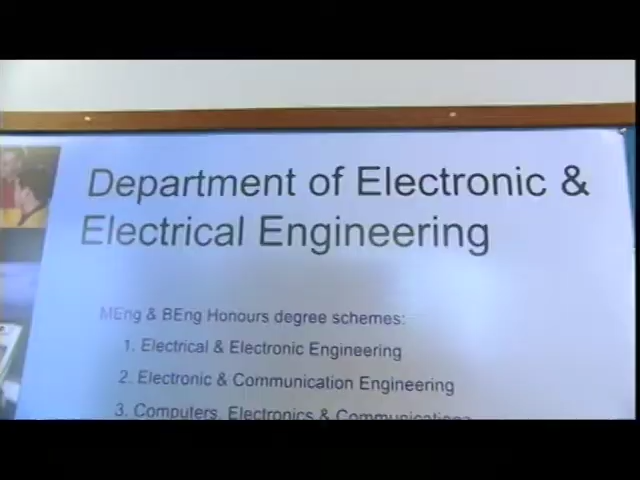 Department of Electronic &
Electrical Engineering
MEng & BEng Honours degree schemes:
1. Electrical & Electronic Engineering
2. Electronic & Communication Engineering
3. Computers, Electronics & Communications